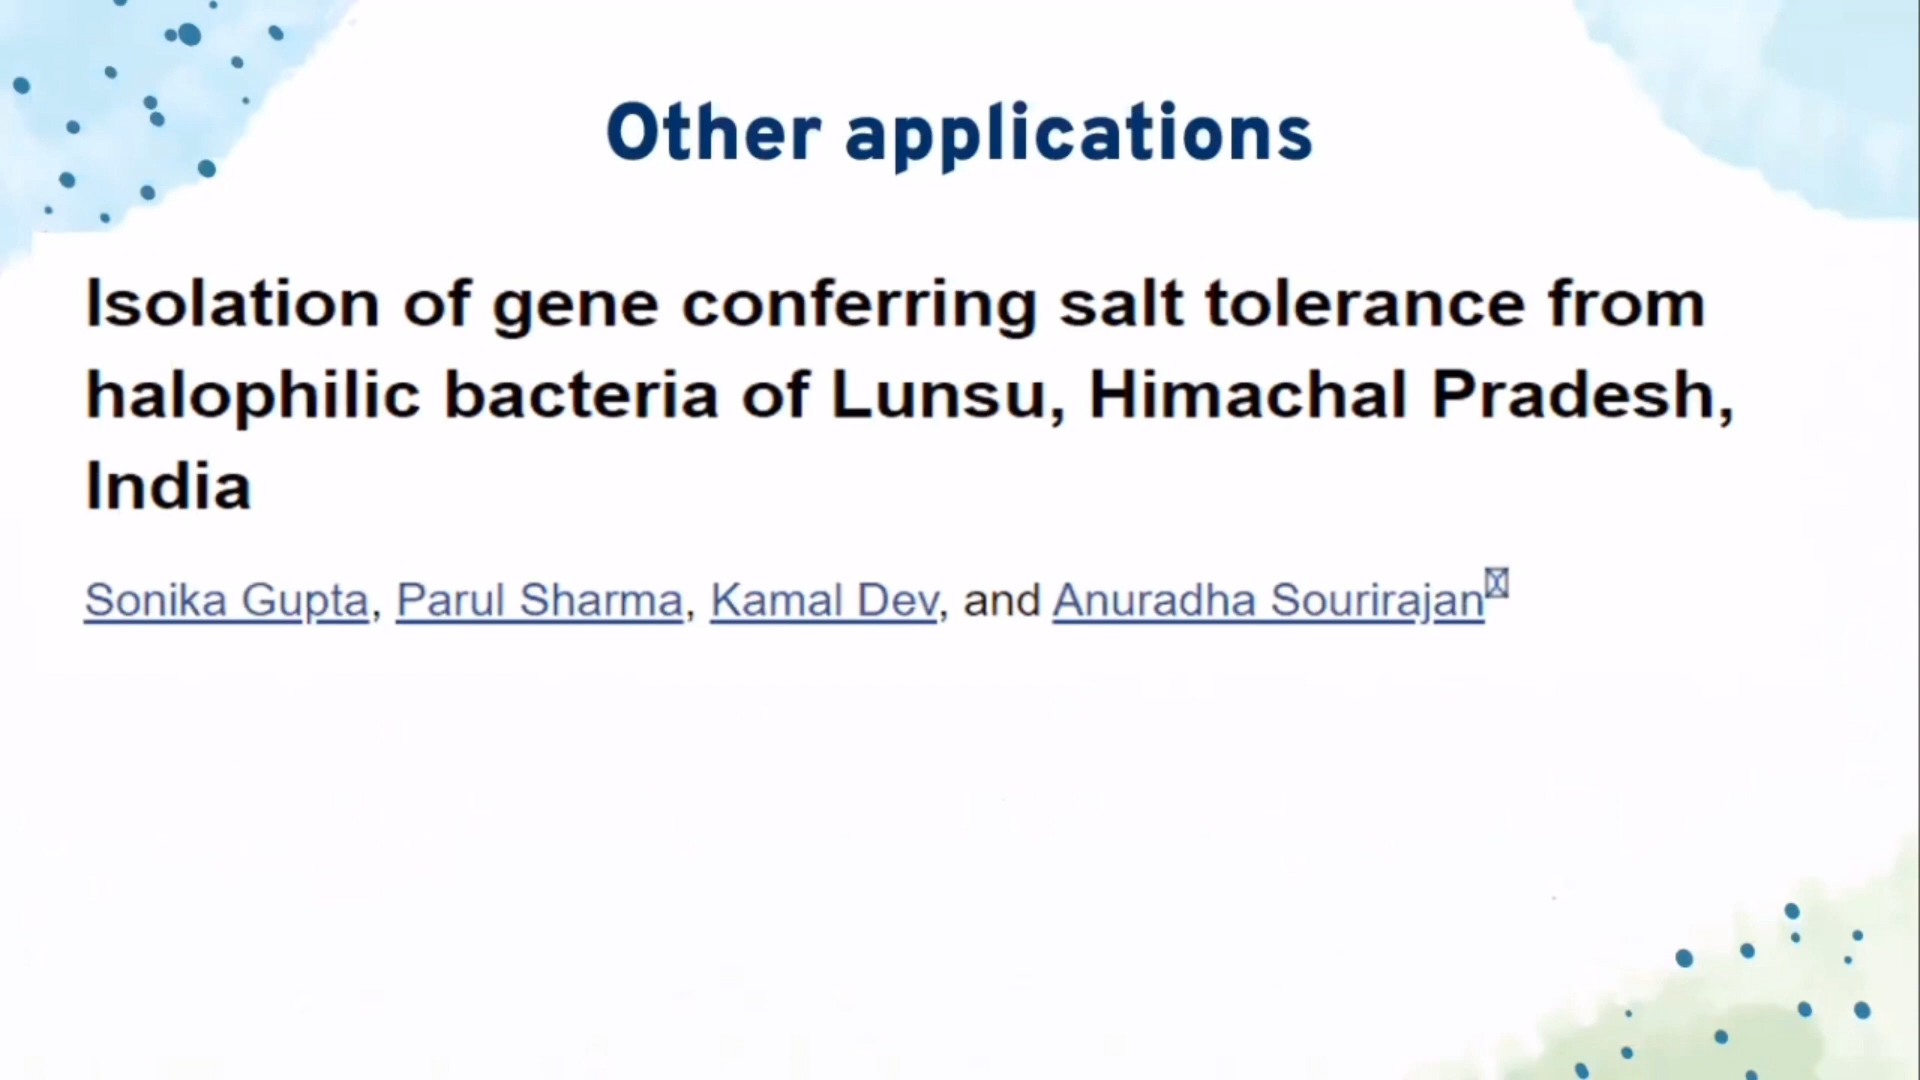 Other applications
Isolation of gene conferring salt tolerance from
halophilic bacteria of Lunsu, Himachal Pradesh,
India
Sonika Gupta, Parul Sharma, Kamal Dev, and Anuradha Sourirajan